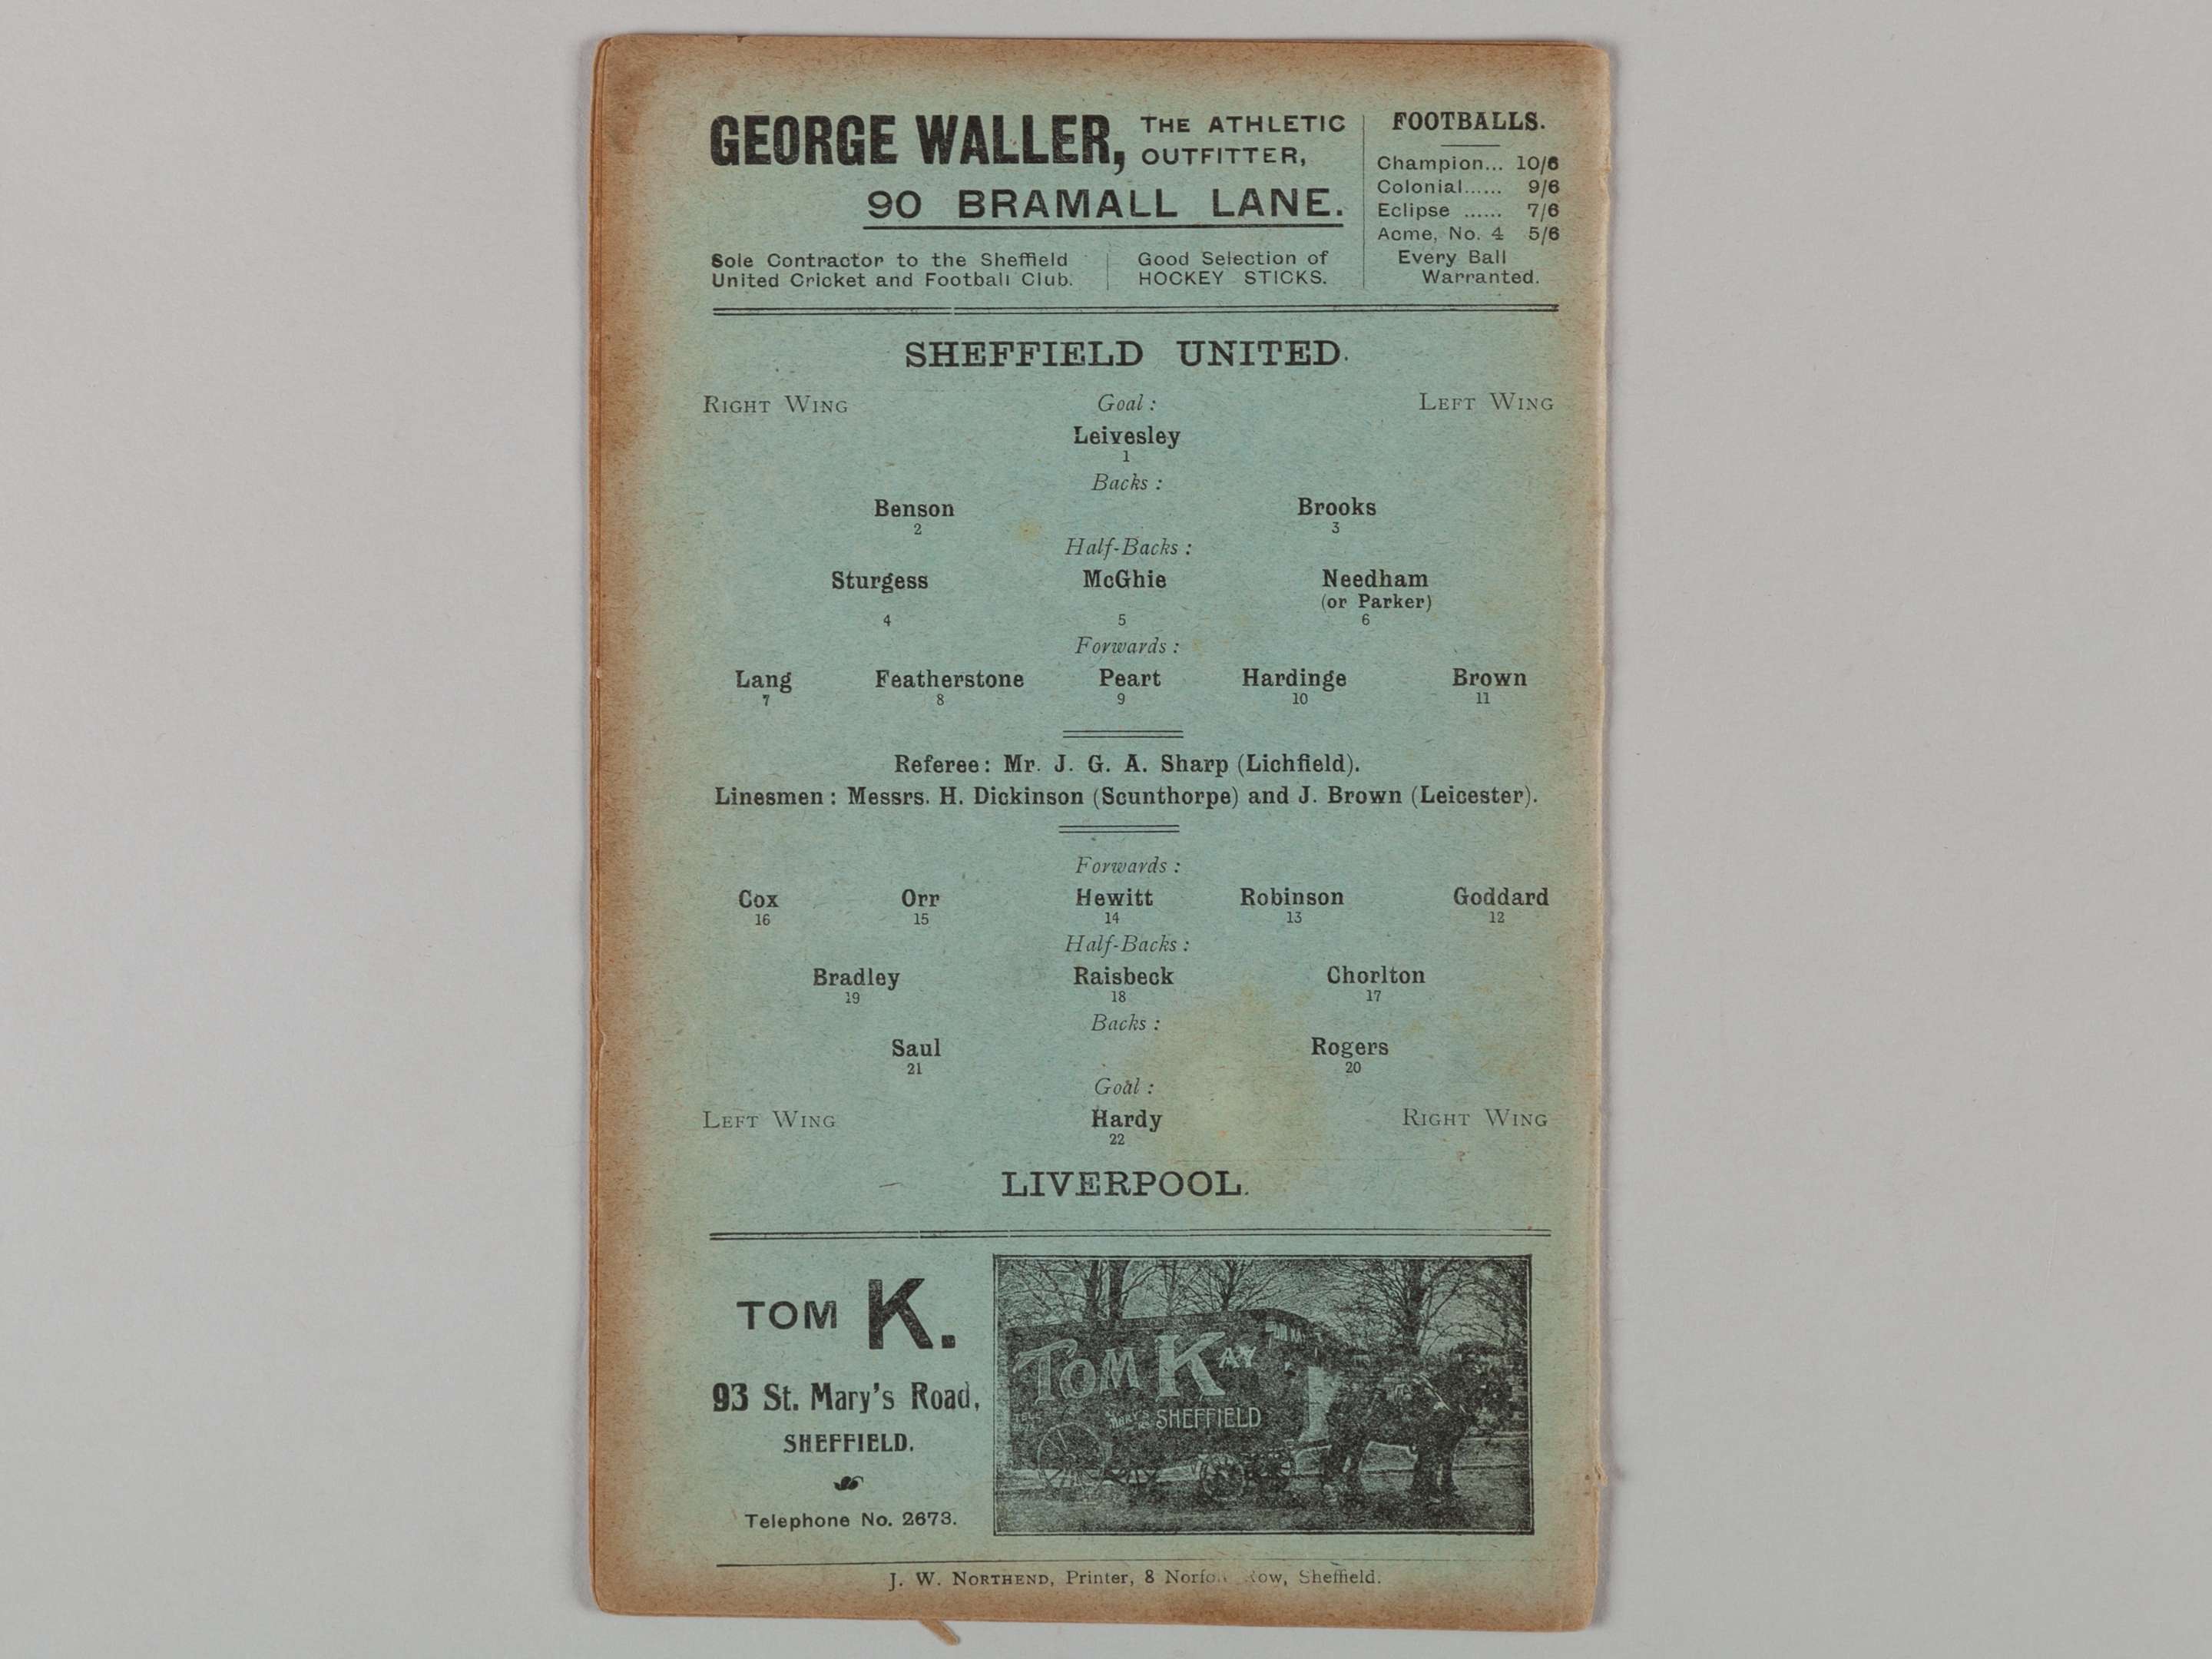 GEORGE WALLER, THE ATHLETIC OUTFITTER,
90 BRAMALL LANE.
Sole Contractor to the Sheffield United Cricket and Football Club.
Good Selection of HOCKEY STICKS.
FOOTBALLS.
Champion... 10/6
Colonial...... 9/6
Eclipse ...... 7/6
Acme, No. 4 5/6
Every Ball
Warranted.
SHEFFIELD UNITED.
RIGHT WING Goal : LEFT WING
Leivesley
1
Backs :
Benson Brooks
2 3
Half-Backs :
Sturgess McGhie Needham
(or Parker)
4 5 6
Forwards :
Lang Featherstone Peart Hardinge Brown
7 8 9 10 11
Referee: Mr. J. G. A. Sharp (Lichfield).
Linesmen : Messrs. H. Dickinson (Scunthorpe) and J. Brown (Leicester).
Forwards :
Cox Orr Hewitt Robinson Goddard
16 15 14 13 12
Half-Backs :
Bradley Raisbeck Chorlton
19 18 17
Backs :
Saul Rogers
21 20
Goal :
LEFT WING Hardy RIGHT WING
22
LIVERPOOL.
TOM K.
93 St. Mary's Road,
SHEFFIELD.
Telephone No. 2673.
TOM KAY
SHEFFIELD
J. W. NORTHEND, Printer, 8 Row, Sheffield.